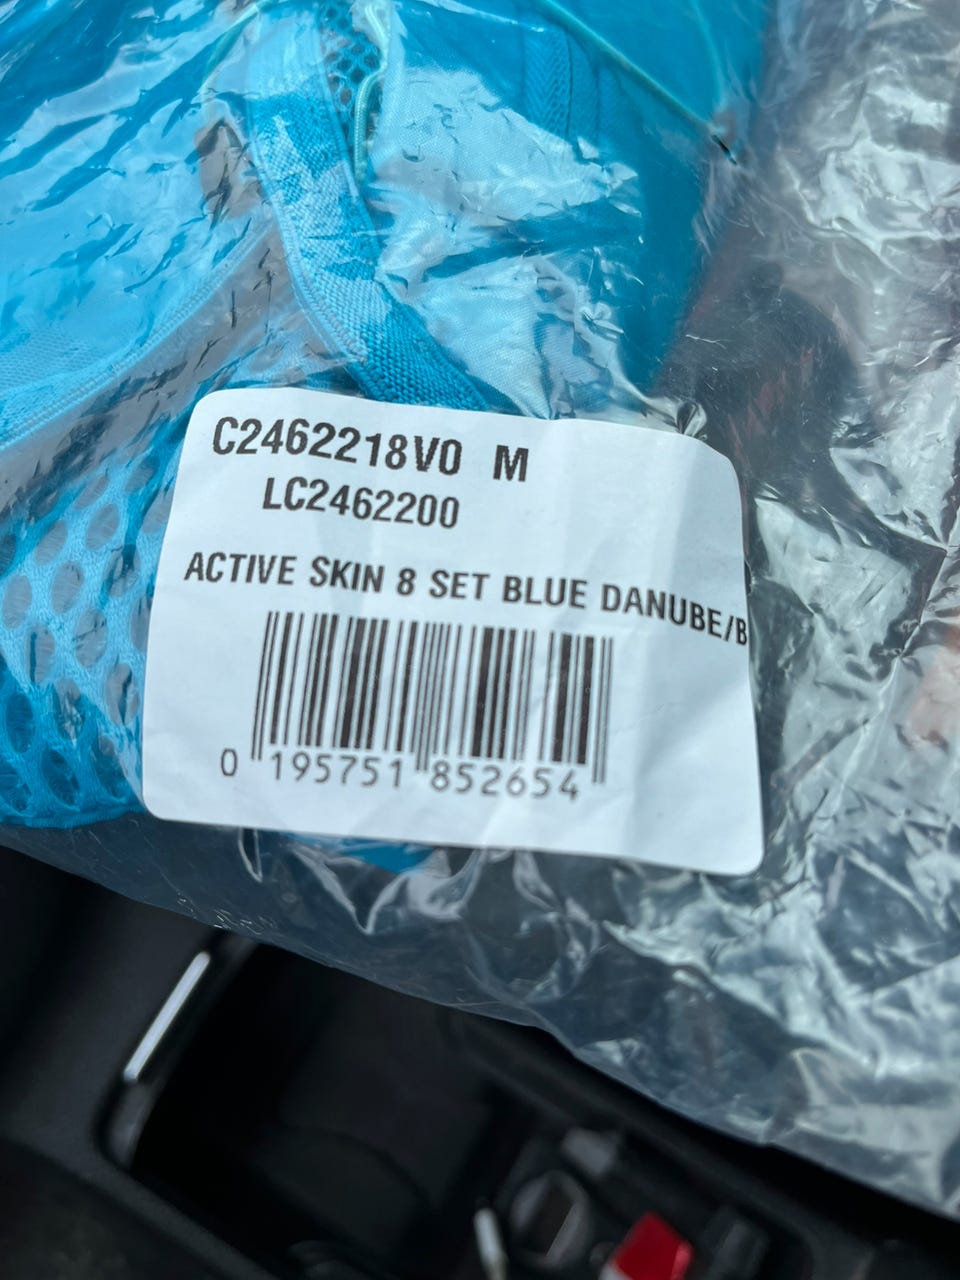 C2462218V0 M
LC2462200
ACTIVE SKIN 8 SET BLUE DANUBE/B
0 195751 852654